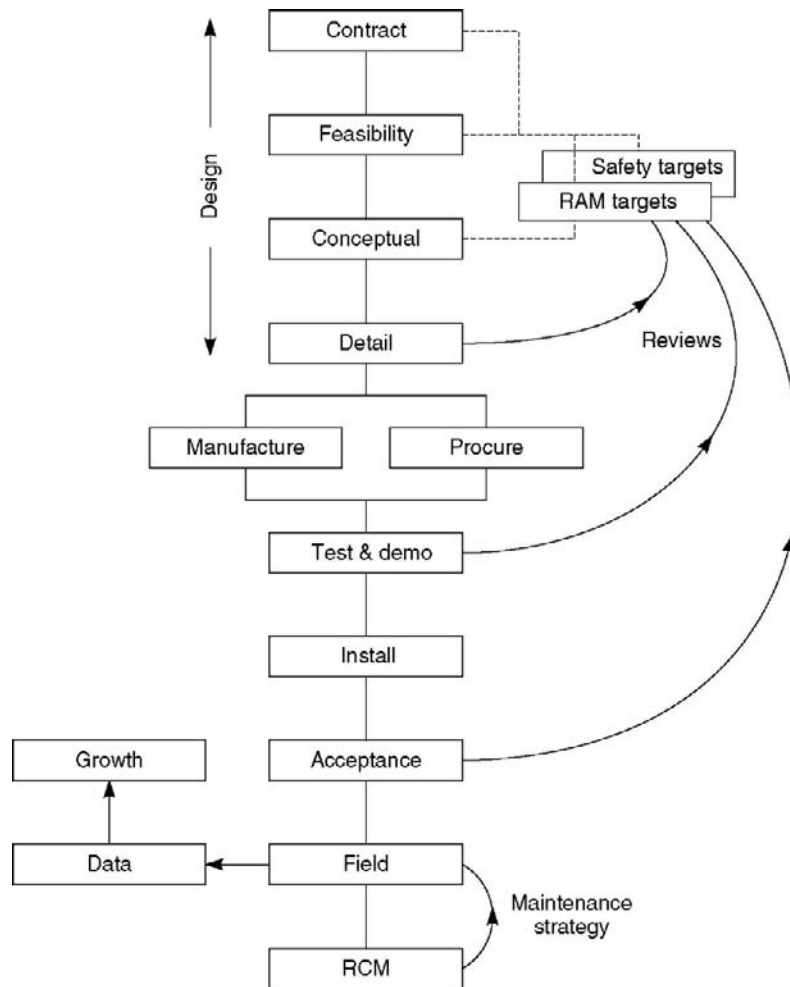 Contract
Feasibility
Safety targets
RAM targets
Design
Conceptual
Detail
Reviews
Manufacture
Procure
Test & demo
Install
Growth
Acceptance
Data
Field
Maintenance
strategy
RCM